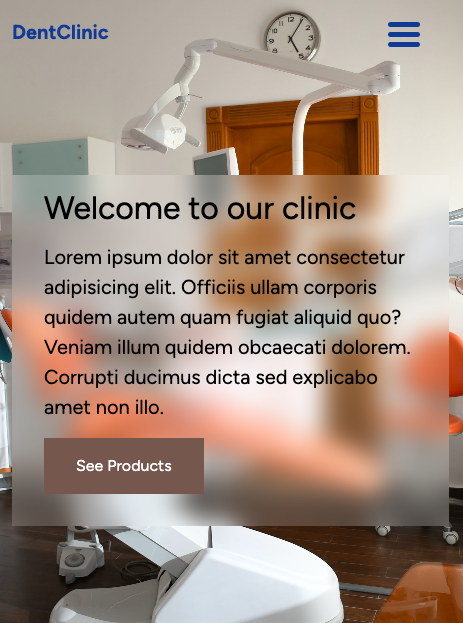 DentClinic
Welcome to our clinic
Lorem ipsum dolor sit amet consectetur
adipisicing elit. Officiis ullam corporis
quidem autem quam fugiat aliquid quo?
Veniam illum quidem obcaecati dolorem.
Corrupti ducimus dicta sed explicabo
amet non illo.
See Products